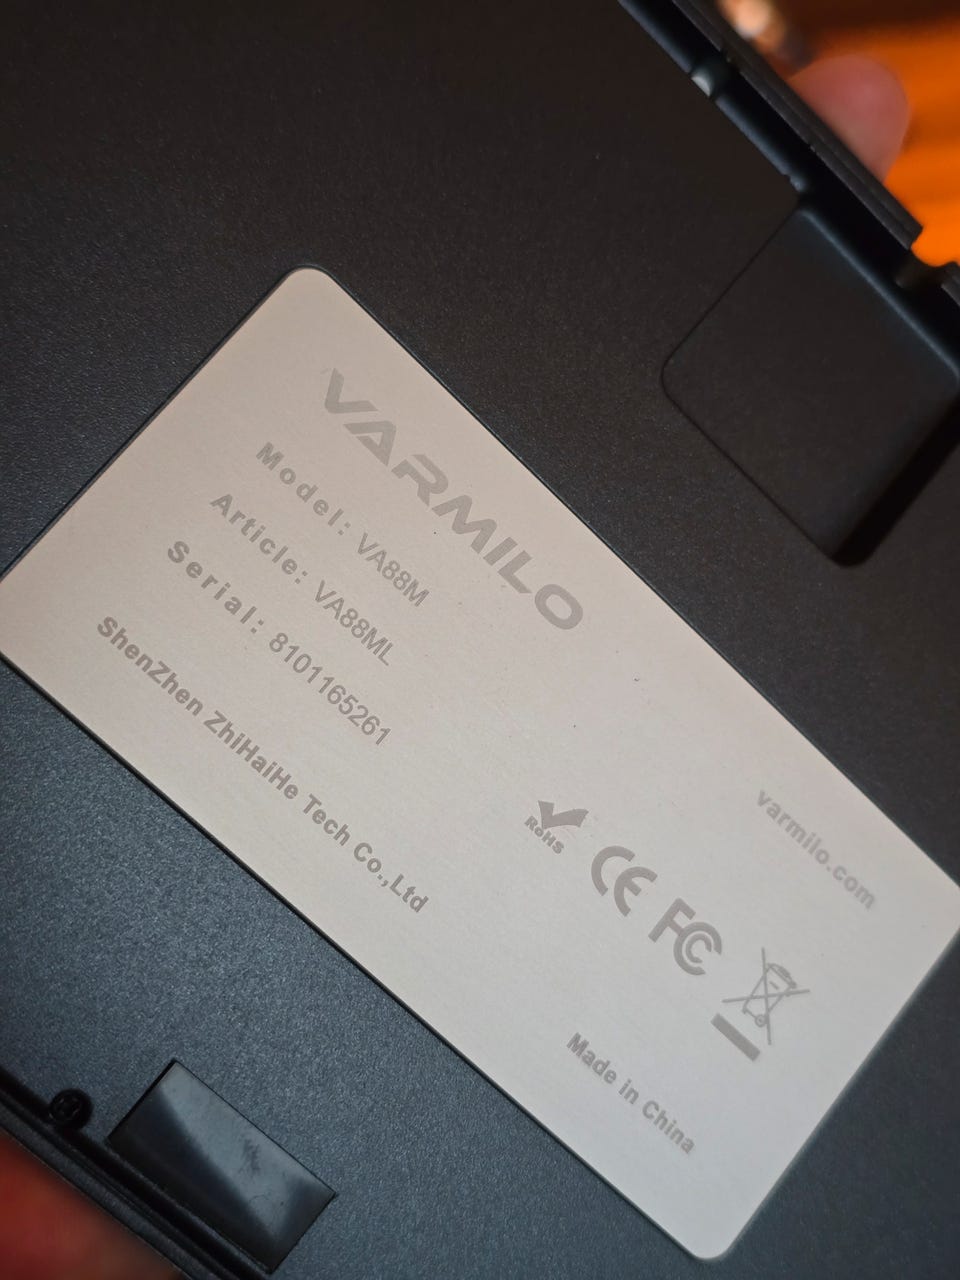 VARMILO
Model: VA88M
Article: VA88ML
Serial: 8101165261
ShenZhen ZhiHaiHe Tech Co.,Ltd
varmilo.com
RoHS
CE FC
Made in China